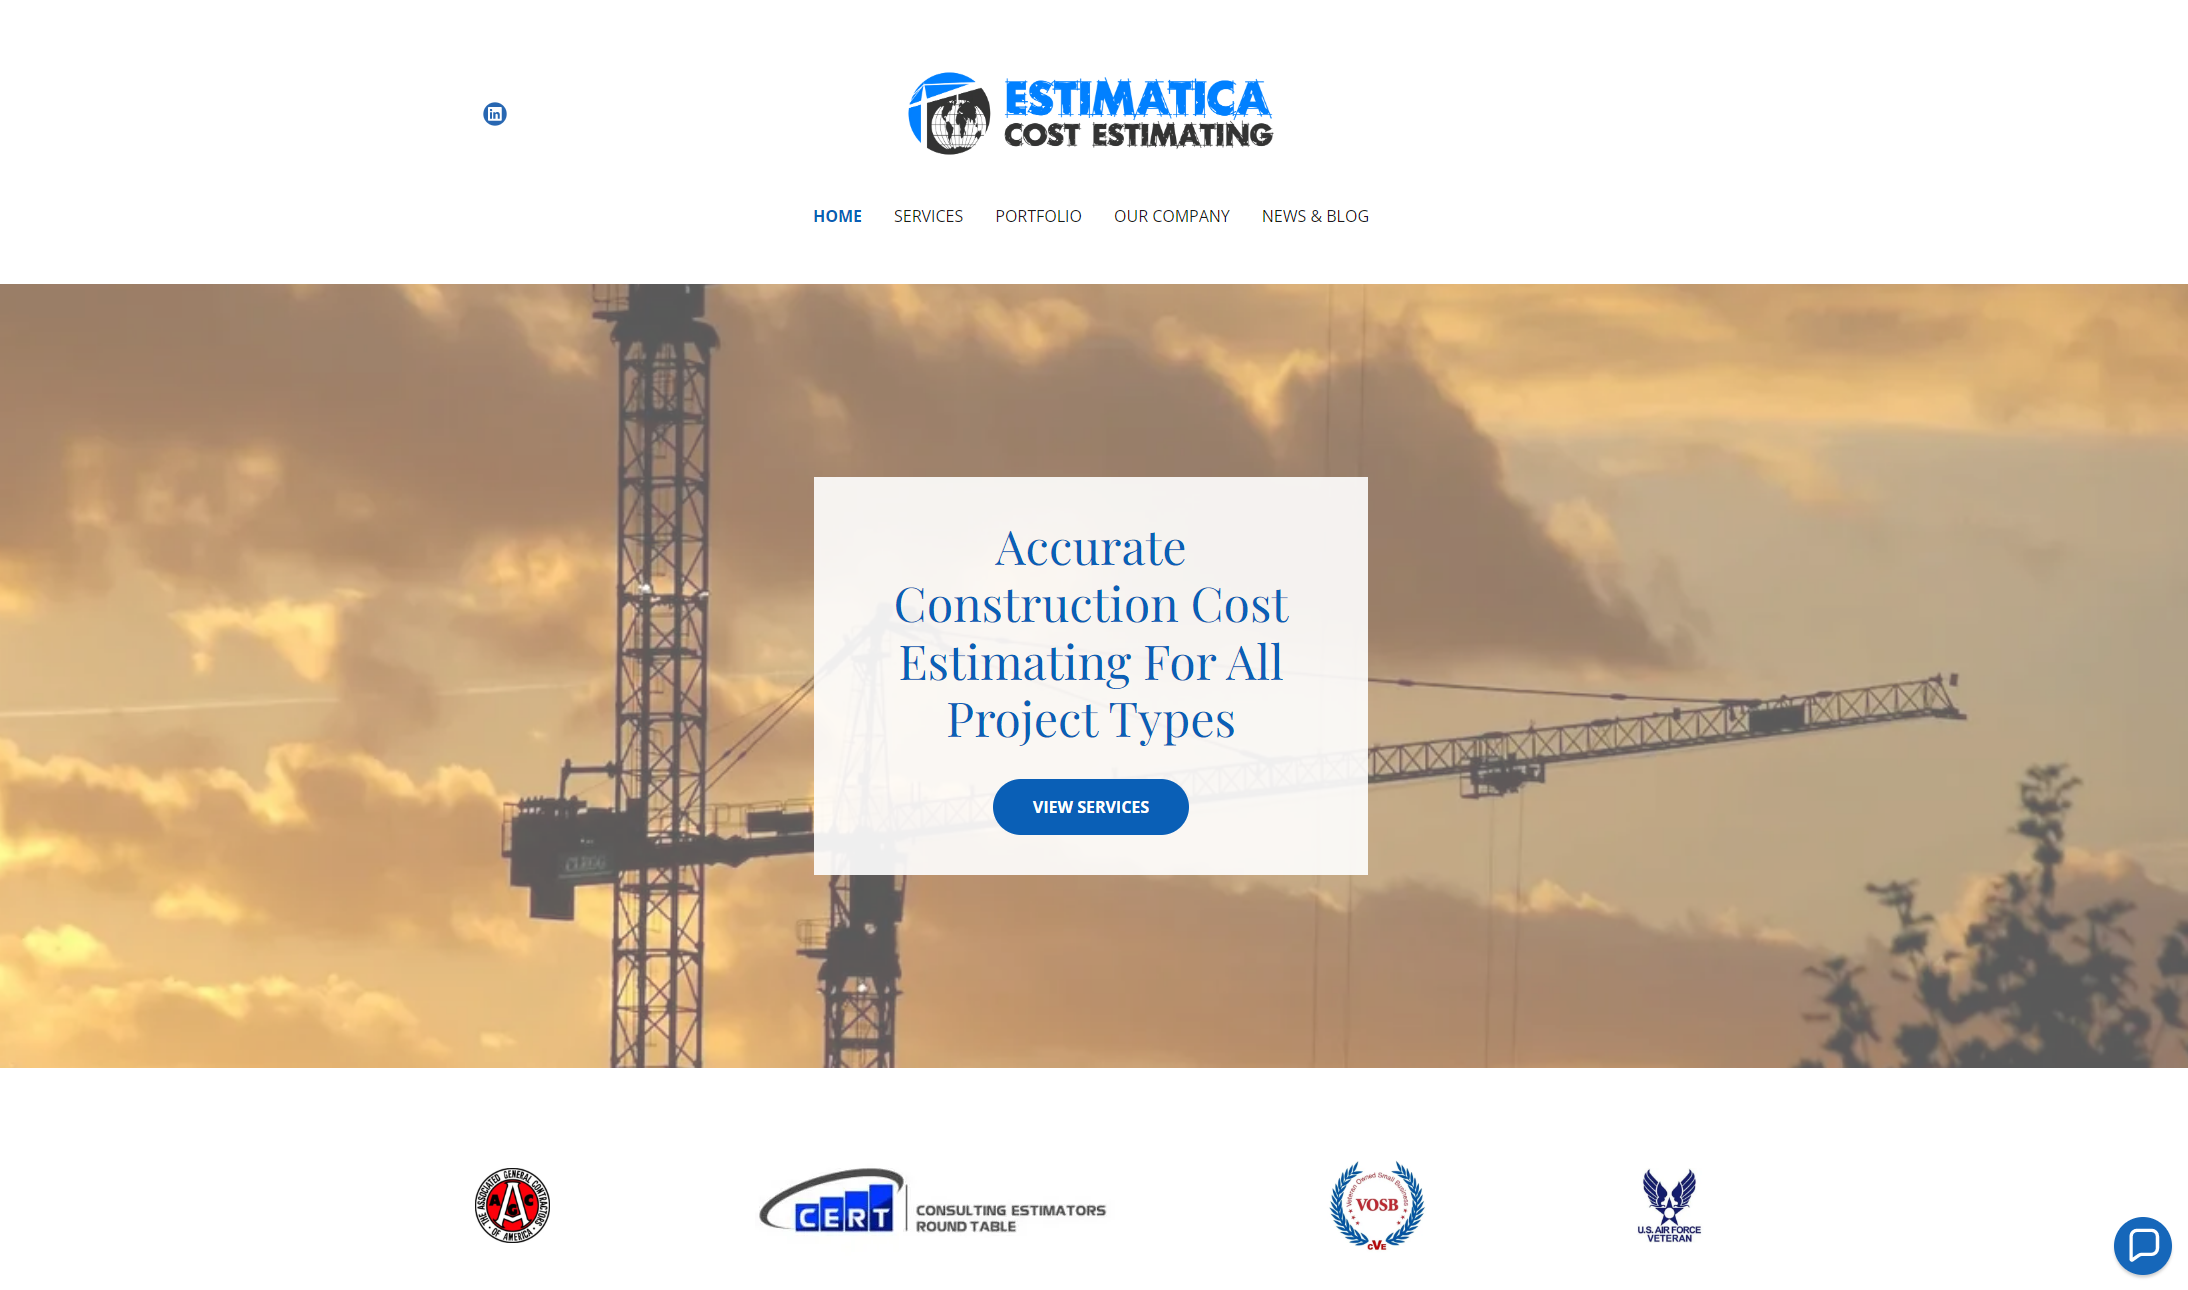 ESTIMATICA
COST ESTIMATING
HOME SERVICES PORTFOLIO OUR COMPANY NEWS & BLOG
Accurate
Construction Cost
Estimating For All
Project Types
VIEW SERVICES
CLEGG
THE ASSOCIATED GENERAL CONTRACTORS
OF AMERICA
AGC
CERT
CONSULTING ESTIMATORS
ROUND TABLE
Veteran Owned Small Business
VOSB
CVE
U.S. AIR FORCE
VETERAN